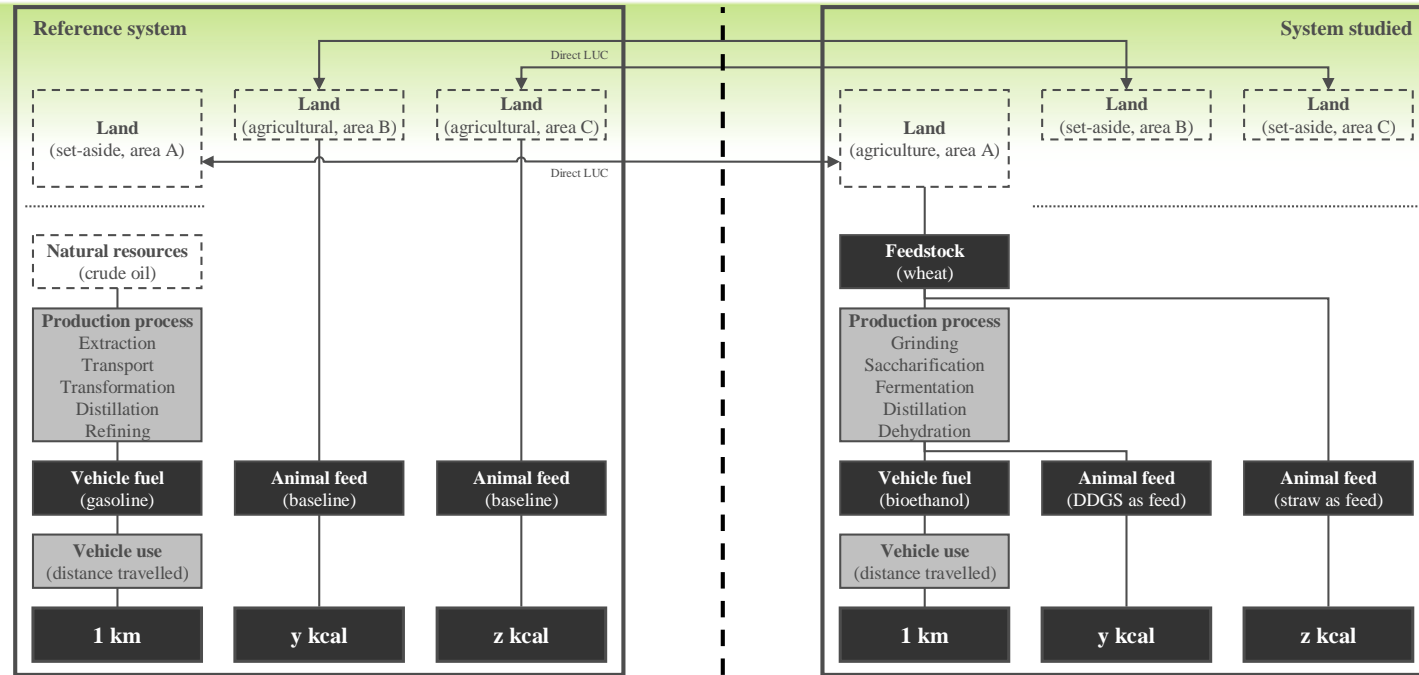 Reference system
System studied
Direct LUC
Land
(set-aside, area A)
Land
(agricultural, area B)
Land
(agricultural, area C)
Land
(agriculture, area A)
Land
(set-aside, area B)
Land
(set-aside, area C)
Direct LUC
Natural resources
(crude oil)
Feedstock
(wheat)
Production process
Extraction
Transport
Transformation
Distillation
Refining
Production process
Grinding
Saccharification
Fermentation
Distillation
Dehydration
Vehicle fuel
(gasoline)
Animal feed
(baseline)
Animal feed
(baseline)
Vehicle fuel
(bioethanol)
Animal feed
(DDGS as feed)
Animal feed
(straw as feed)
Vehicle use
(distance travelled)
Vehicle use
(distance travelled)
1 km
y kcal
z kcal
1 km
y kcal
z kcal